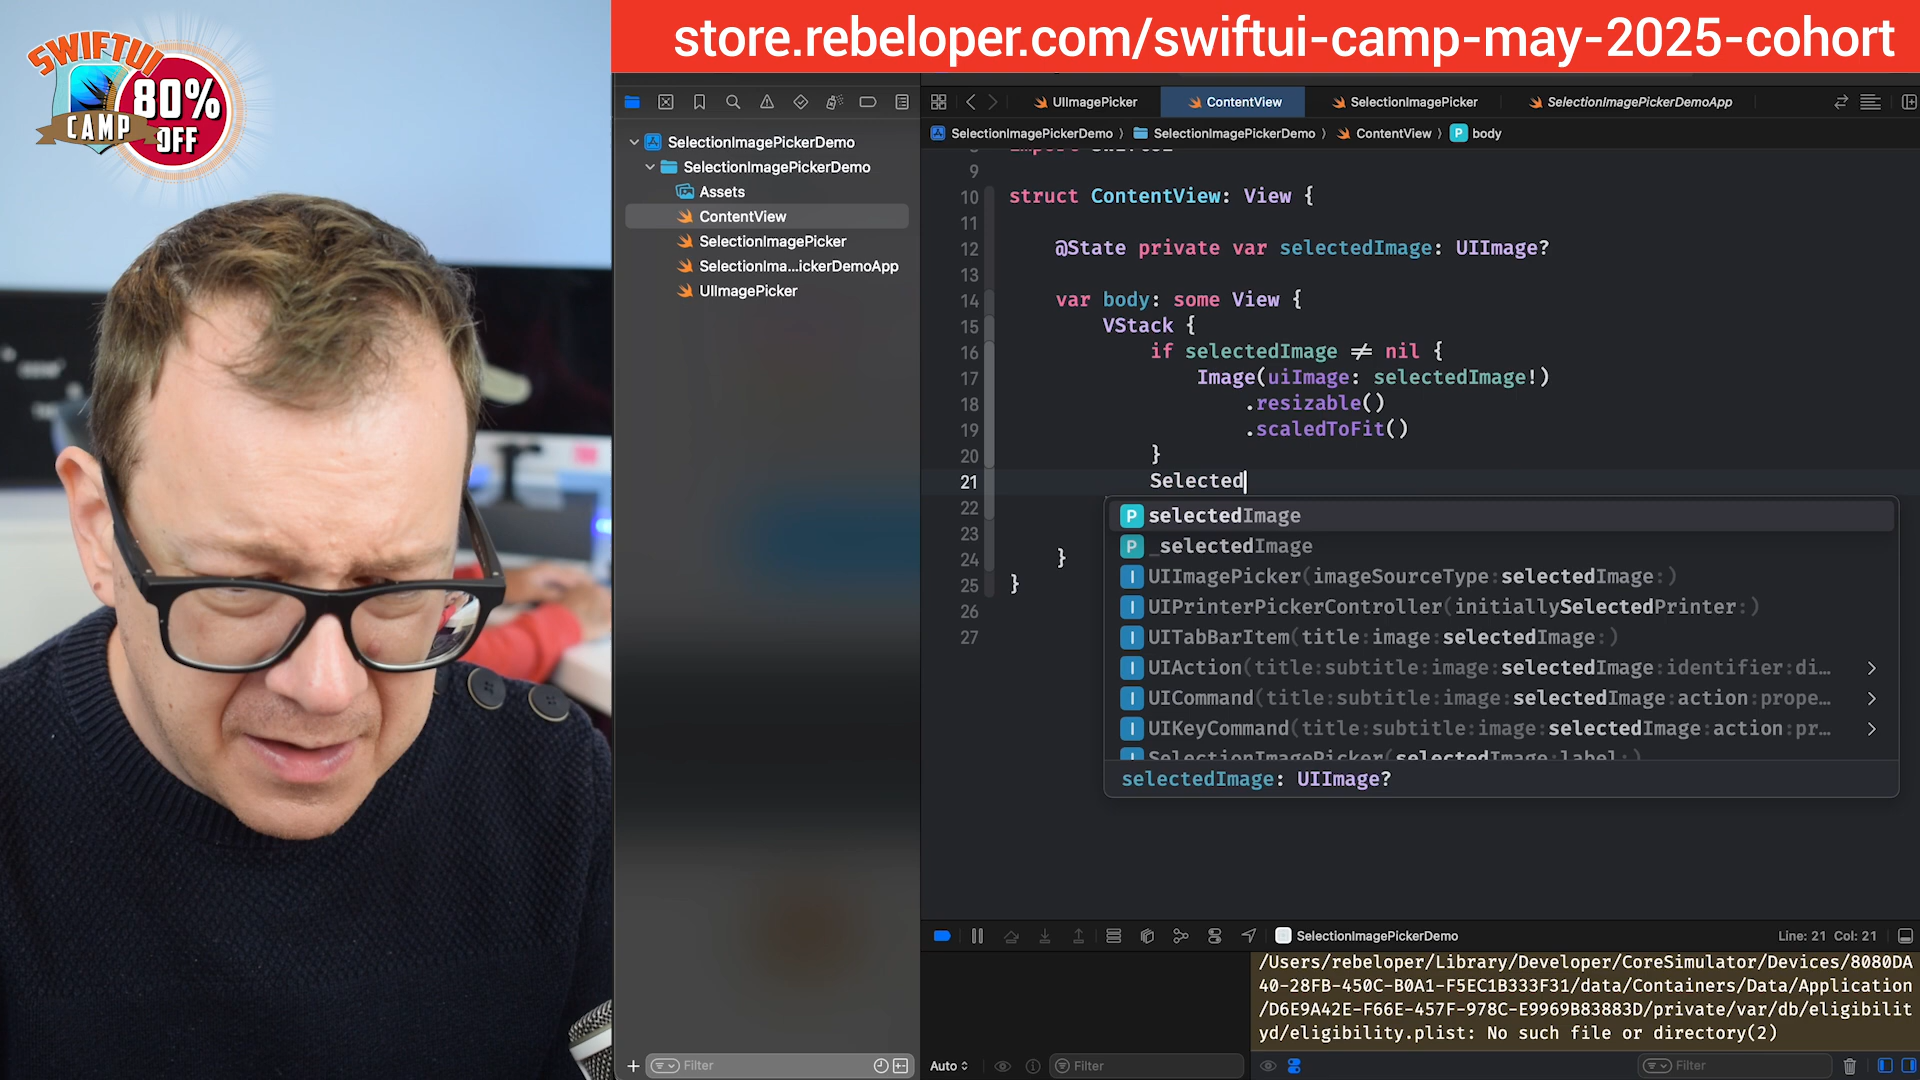 store.rebeloper.com/swiftui-camp-may-2025-cohort
SWIFTUI
CAMP
80%
OFF
UIImagePicker
ContentView
SelectionImagePicker
SelectionImagePickerDemoApp
SelectionImagePickerDemo
SelectionImagePickerDemo
Assets
ContentView
SelectionImagePicker
SelectionIma...ickerDemoApp
UIImagePicker
Filter
SelectionImagePickerDemo 〉 SelectionImagePickerDemo 〉 ContentView 〉 P body
9
10 struct ContentView: View {
11
12 @State private var selectedImage: UIImage?
13
14 var body: some View {
15 VStack {
16 if selectedImage ≠ nil {
17 Image(uiImage: selectedImage!)
18 .resizable()
19 .scaledToFit()
20 }
21 Selected
22
23
24 }
25 }
26
27
P selectedImage
P _selectedImage
I UIImagePicker(imageSourceType:selectedImage:)
I UIPrinterPickerController(initiallySelectedPrinter:)
I UITabBarItem(title:image:selectedImage:)
I UIAction(title:subtitle:image:selectedImage:identifier:di...
I UICommand(title:subtitle:image:selectedImage:action:prope...
I UIKeyCommand(title:subtitle:image:selectedImage:action:pr...
I SelectionImagePicker(selectedImage:label:)
selectedImage: UIImage?
SelectionImagePickerDemo
Line: 21 Col: 21
/Users/rebeloper/Library/Developer/CoreSimulator/Devices/8080DA
40-28FB-450C-B0A1-F5EC1B333F31/data/Containers/Data/Application
/D6E9A42E-F66E-457F-978C-E9969B83883D/private/var/db/eligibilit
yd/eligibility.plist: No such file or directory(2)
Auto
Filter
Filter